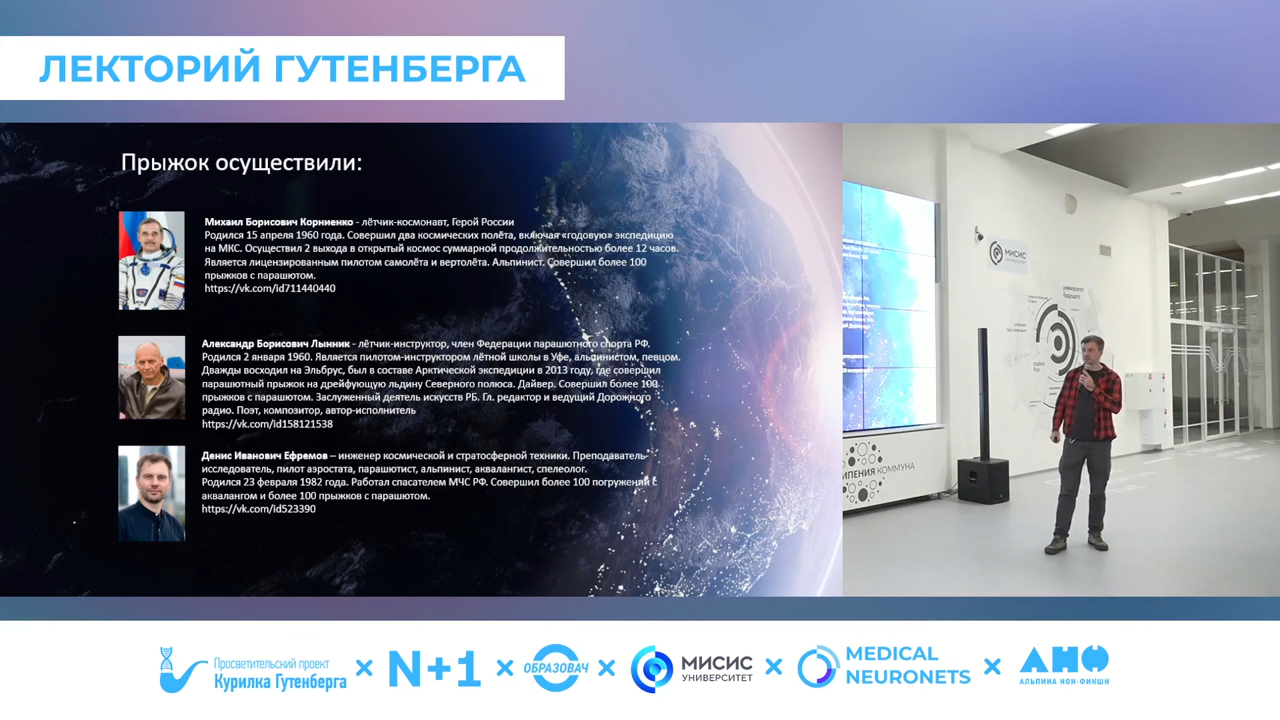 ЛЕКТОРИЙ ГУТЕНБЕРГА
Прыжок осуществили:
Михаил Борисович Корниенко - лётчик-космонавт, Герой России
Родился 15 апреля 1960 года. Совершил два космических полёта, включая «годовую» экспедицию
на МКС. Осуществил 2 выхода в открытый космос суммарной продолжительностью более 12 часов.
Является лицензированным пилотом самолёта и вертолёта. Альпинист. Совершил более 100
прыжков с парашютом.
https://vk.com/id711440440
Александр Борисович Лынник - лётчик-инструктор, член Федерации парашютного спорта РФ.
Родился 2 января 1960. Является пилотом-инструктором лётной школы в Уфе, альпинистом, певцом.
Дважды восходил на Эльбрус, был в составе Арктической экспедиции в 2013 году, где совершил
парашютный прыжок на дрейфующую льдину Северного полюса. Дайвер. Совершил более 100
прыжков с парашютом. Заслуженный деятель искусств РБ. Гл. редактор и ведущий Дорожного
радио. Поэт, композитор, автор-исполнитель
https://vk.com/id158121538
Денис Иванович Ефремов – инженер космической и стратосферной техники. Преподаватель-
исследователь, пилот аэростата, парашютист, альпинист, аквалангист, спелеолог.
Родился 23 февраля 1982 года. Работал спасателем МЧС РФ. Совершил более 100 погружений с
аквалангом и более 100 прыжков с парашютом.
https://vk.com/id523390
МИСИС
УНИВЕРСИТЕТ
университет
будущего
ИПЕНИЯ КОММУНА
Просветительский проект
Курилка Гутенберга
× N+1 × ОБРАЗОВАЧ ×
МИСИС
УНИВЕРСИТЕТ
×
MEDICAL
NEURONETS
×
АНФ
АЛЬПИНА НОН-ФИКШН